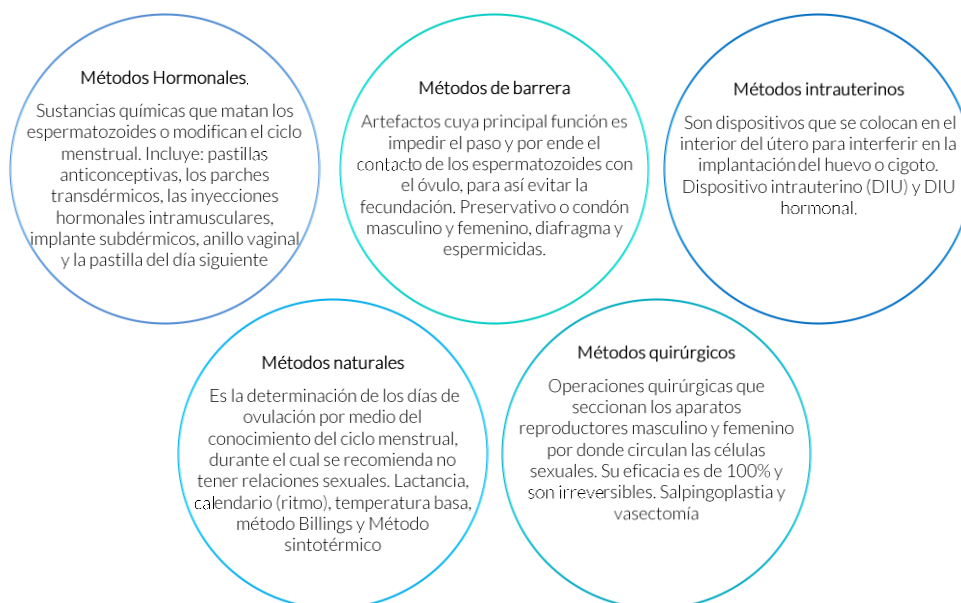 Métodos Hormonales.
Sustancias químicas que matan los
espermatozoides o modifican el ciclo
menstrual. Incluye: pastillas
anticonceptivas, los parches
transdérmicos, las inyecciones
hormonales intramusculares,
implante subdérmicos, anillo vaginal
y la pastilla del día siguiente
Métodos de barrera
Artefactos cuya principal función es
impedir el paso y por ende el
contacto de los espermatozoides con
el óvulo, para así evitar la
fecundación. Preservativo o condón
masculino y femenino, diafragma y
espermicidas.
Métodos intrauterinos
Son dispositivos que se colocan en el
interior del útero para interferir en la
implantación del huevo o cigoto.
Dispositivo intrauterino (DIU) y DIU
hormonal.
Métodos naturales
Es la determinación de los días de
ovulación por medio del
conocimiento del ciclo menstrual,
durante el cual se recomienda no
tener relaciones sexuales. Lactancia,
calendario (ritmo), temperatura basa,
método Billings y Método
sintotérmico
Métodos quirúrgicos
Operaciones quirúrgicas que
seccionan los aparatos
reproductores masculino y femenino
por donde circulan las células
sexuales. Su eficacia es de 100% y
son irreversibles. Salpingoplastia y
vasectomía